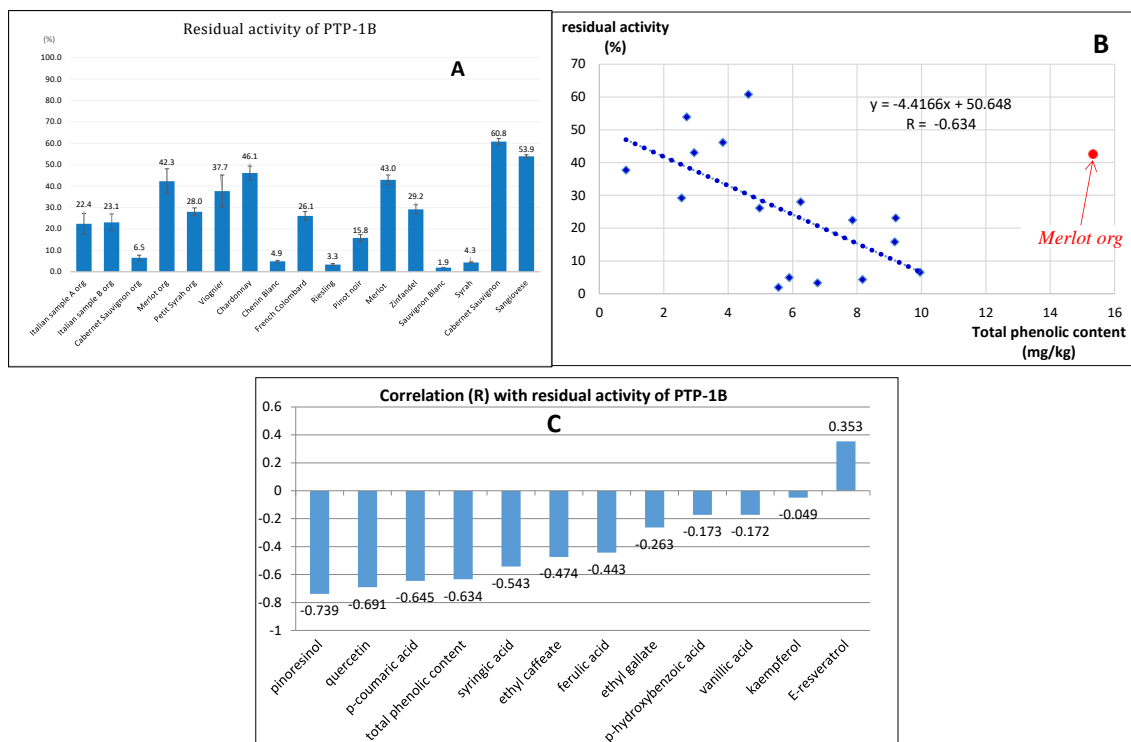 Residual activity of PTP-1B
(%)
A
100.0
90.0
80.0
70.0
60.0
50.0
40.0
30.0
20.0
10.0
0.0
22.4
23.1
6.5
42.3
28.0
37.7
46.1
4.9
26.1
3.3
15.8
43.0
29.2
1.9
4.3
60.8
53.9
Italian sample A org
Italian sample B org
Cabernet Sauvignon org
Merlot org
Petit Syrah org
Viognier
Chardonnay
Chenin Blanc
French Colombard
Riesling
Pinot noir
Merlot
Zinfandel
Sauvignon Blanc
Syrah
Cabernet Sauvignon
Sangiovese
residual activity
(%)
B
70
60
50
40
30
20
10
0
y = -4.4166x + 50.648
R = -0.634
Merlot org
0 2 4 6 8 10 12 14 16
Total phenolic content
(mg/kg)
Correlation (R) with residual activity of PTP-1B
C
0.6
0.4
0.2
0
-0.2
-0.4
-0.6
-0.8
-1
-0.739
-0.691
-0.645
-0.634
-0.543
-0.474
-0.443
-0.263
-0.173
-0.172
-0.049
0.353
pinoresinol
quercetin
p-coumaric acid
total phenolic content
syringic acid
ethyl caffeate
ferulic acid
ethyl gallate
p-hydroxybenzoic acid
vanillic acid
kaempferol
E-resveratrol